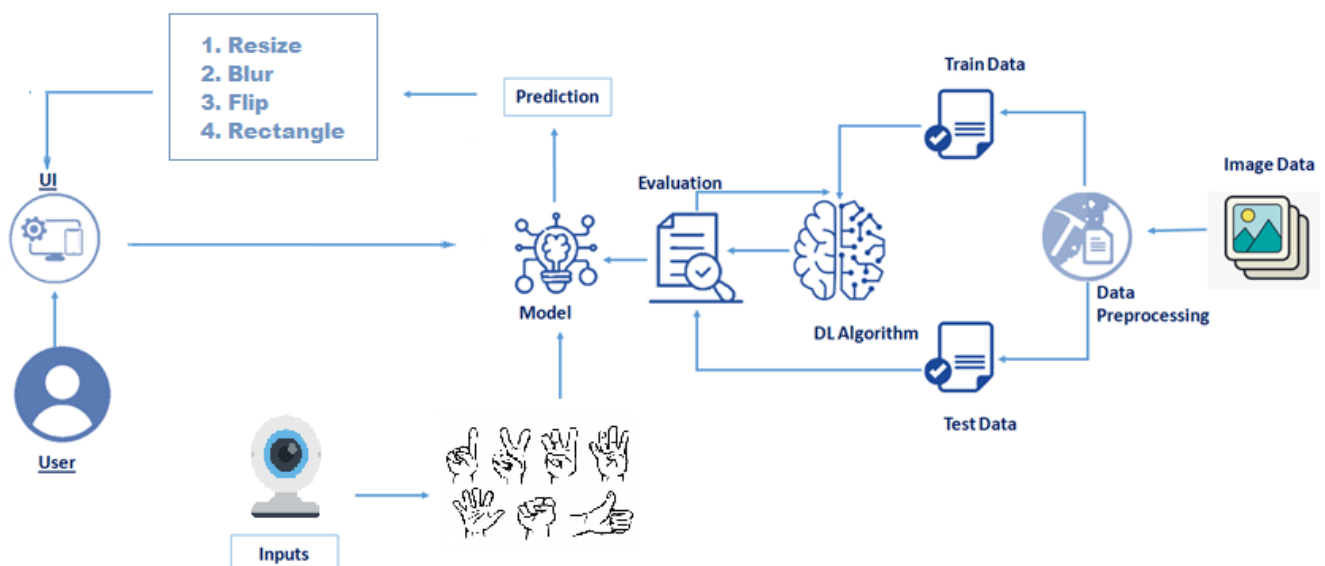 1. Resize
2. Blur
3. Flip
4. Rectangle
Prediction
Train Data
Image Data
Evaluation
UI
Model
DL Algorithm
Data
Preprocessing
Test Data
User
Inputs